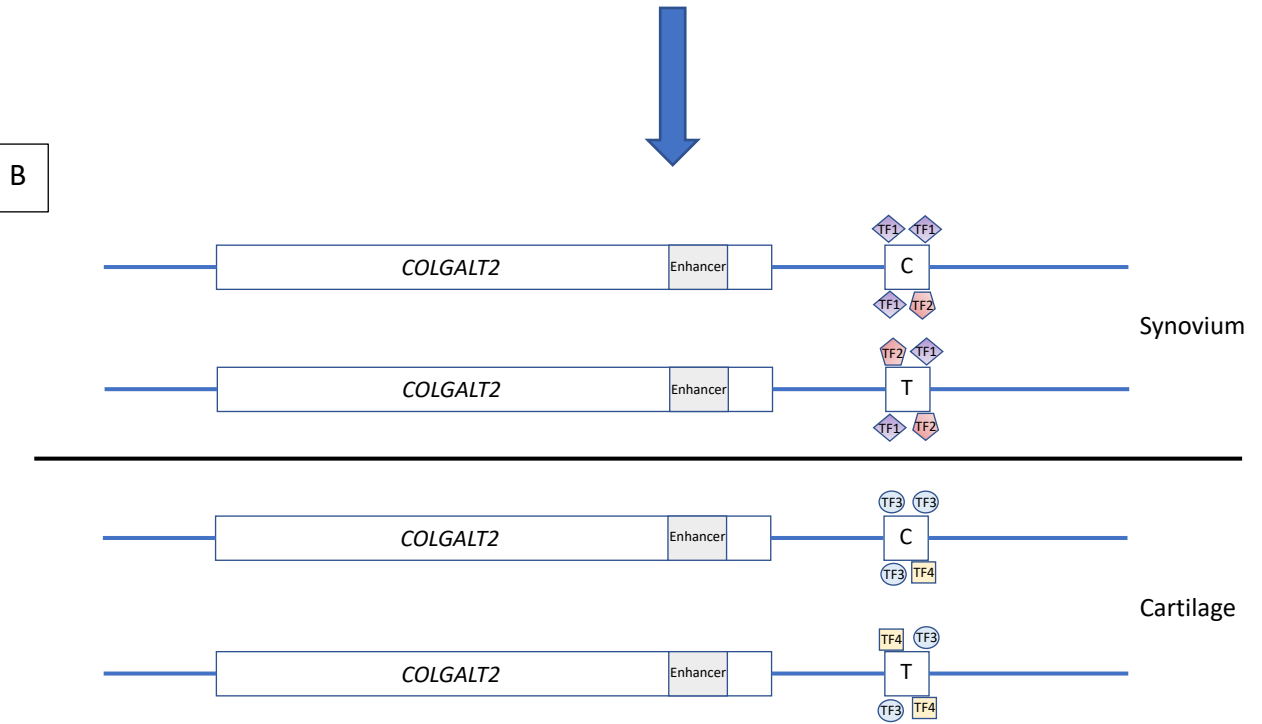 B
TF1 TF1
COLGALT2 Enhancer C
TF1 TF2
Synovium
TF2 TF1
COLGALT2 Enhancer T
TF1 TF2
TF3 TF3
COLGALT2 Enhancer C
TF3 TF4
Cartilage
TF4 TF3
COLGALT2 Enhancer T
TF3 TF4